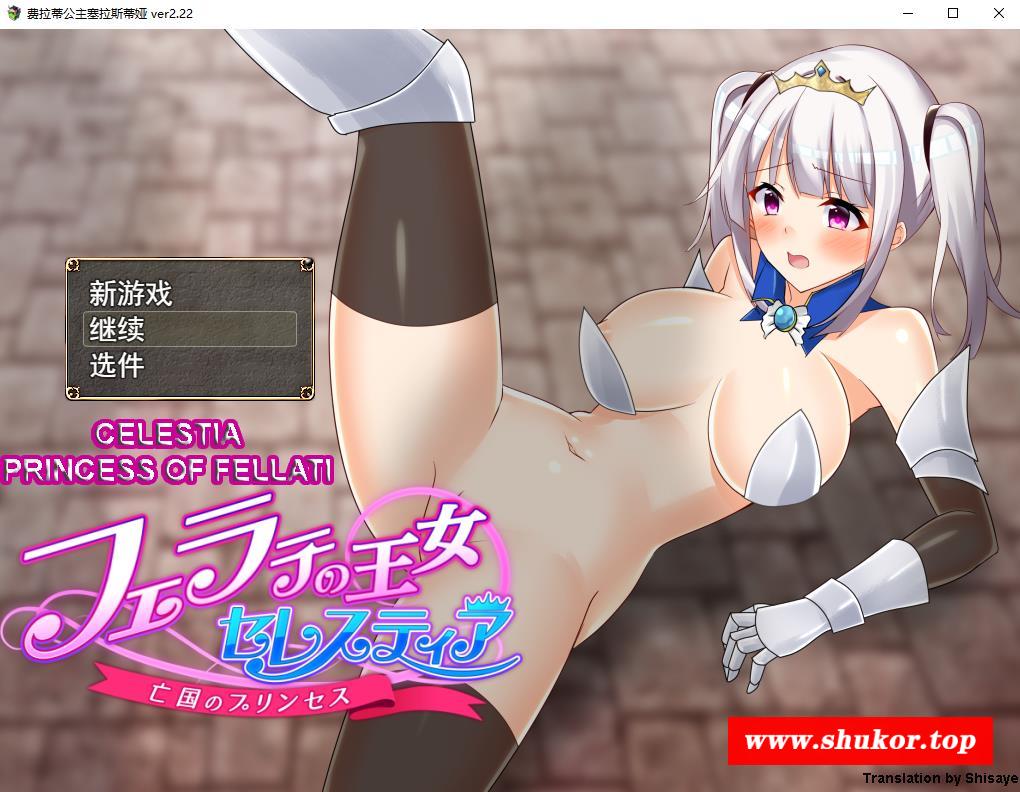 费拉蒂公主塞拉斯蒂娅 ver2.22
新游戏
继续
选件
CELESTIA
PRINCESS OF FELLATI
フェラチの王女
セレスティア
亡国のプリンセス
www.shukor.top
Translation by Shisaye